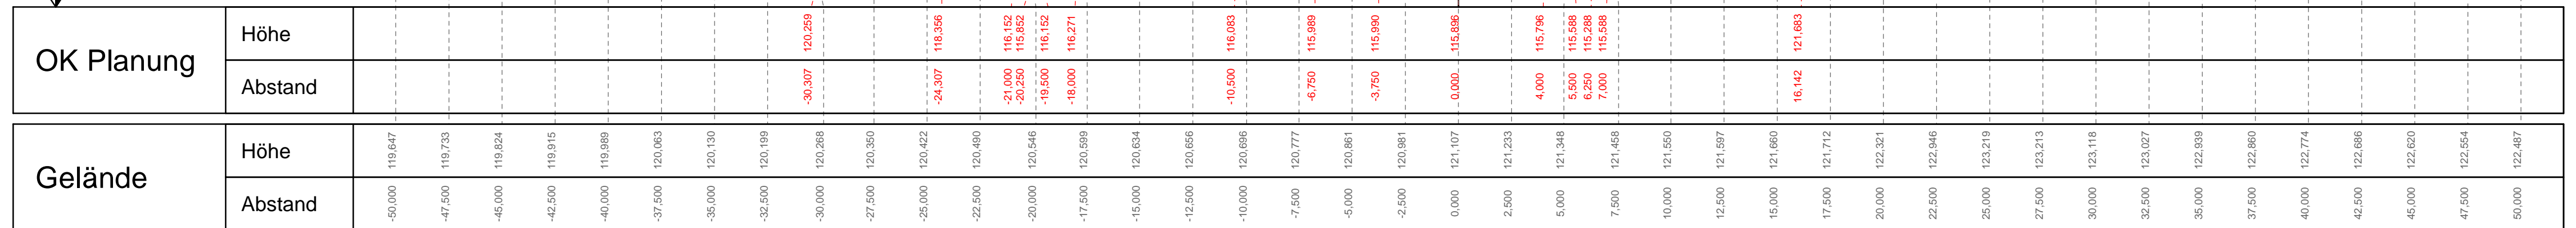 OK Planung
Höhe
120,259 118,356 116,152 115,852 116,152 116,271 116,083 115,989 115,990 115,896 115,796 115,588 115,288 115,588 121,683
Abstand
-30,307 -24,307 -21,000 -20,250 -19,500 -18,000 -10,500 -6,750 -3,750 0,000 4,000 5,500 6,250 7,000 16,142
Gelände
Höhe
119,647 119,733 119,824 119,915 119,989 120,063 120,130 120,199 120,268 120,350 120,422 120,490 120,546 120,599 120,634 120,666 120,696 120,777 120,861 120,981 121,107 121,233 121,348 121,458 121,550 121,597 121,660 121,712 122,321 122,946 123,219 123,213 123,118 123,027 122,939 122,860 122,774 122,686 122,620 122,554 122,487
Abstand
-50,000 -47,500 -45,000 -42,500 -40,000 -37,500 -35,000 -32,500 -30,000 -27,500 -25,000 -22,500 -20,000 -17,500 -15,000 -12,500 -10,000 -7,500 -5,000 -2,500 0,000 2,500 5,000 7,500 10,000 12,500 15,000 17,500 20,000 22,500 25,000 27,500 30,000 32,500 35,000 37,500 40,000 42,500 45,000 47,500 50,000